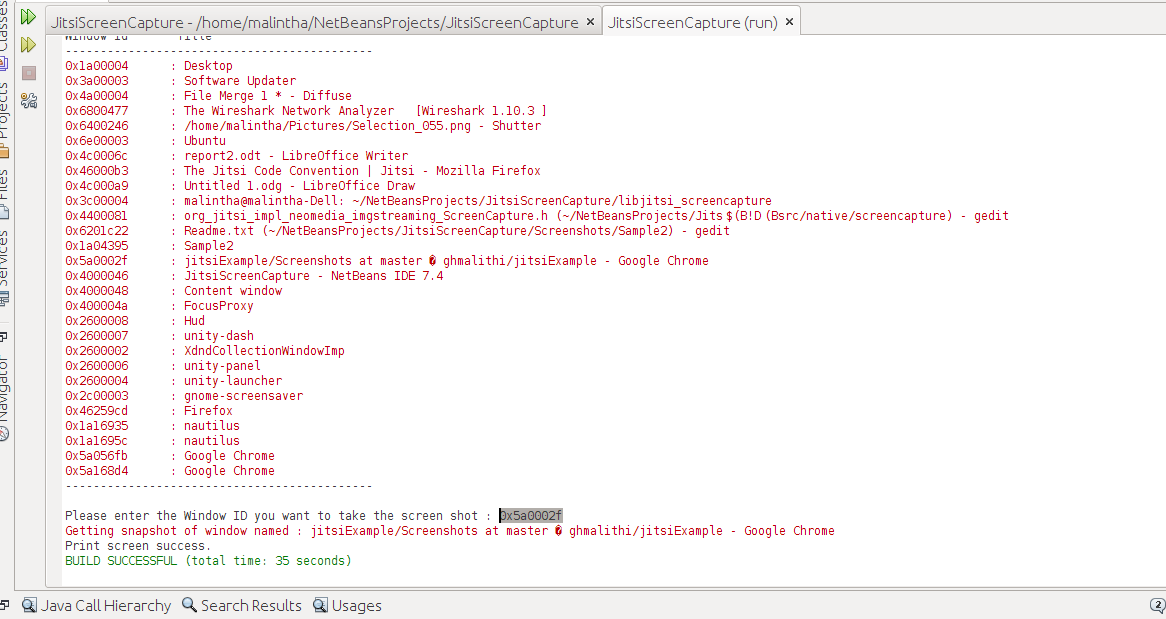 JitsiScreenCapture - /home/malintha/NetBeansProjects/JitsiScreenCapture × JitsiScreenCapture (run) ×
Window Id Title
-------------------------------------------
0x1a00004 : Desktop
0x3a00003 : Software Updater
0x4a00004 : File Merge 1 * - Diffuse
0x6800477 : The Wireshark Network Analyzer [Wireshark 1.10.3 ]
0x6400246 : /home/malintha/Pictures/Selection_055.png - Shutter
0x6e00003 : Ubuntu
0x4c0006c : report2.odt - LibreOffice Writer
0x46000b3 : The Jitsi Code Convention | Jitsi - Mozilla Firefox
0x4c000a9 : Untitled 1.odg - LibreOffice Draw
0x3c00004 : malintha@malintha-Dell: ~/NetBeansProjects/JitsiScreenCapture/libjitsi_screencapture
0x4400081 : org_jitsi_impl_neomedia_imgstreaming_ScreenCapture.h (~/NetBeansProjects/Jits$(B!D(Bsrc/native/screencapture) - gedit
0x6201c22 : Readme.txt (~/NetBeansProjects/JitsiScreenCapture/Screenshots/Sample2) - gedit
0x1a04395 : Sample2
0x5a0002f : jitsiExample/Screenshots at master � ghmalithi/jitsiExample - Google Chrome
0x4000046 : JitsiScreenCapture - NetBeans IDE 7.4
0x4000048 : Content window
0x400004a : FocusProxy
0x2600008 : Hud
0x2600007 : unity-dash
0x2600002 : XdndCollectionWindowImp
0x2600006 : unity-panel
0x2600004 : unity-launcher
0x2c00003 : gnome-screensaver
0x46259cd : Firefox
0x1a16935 : nautilus
0x1a1695c : nautilus
0x5a056fb : Google Chrome
0x5a168d4 : Google Chrome
-------------------------------------------
Please enter the Window ID you want to take the screen shot : 0x5a0002f
Getting snapshot of window named : jitsiExample/Screenshots at master � ghmalithi/jitsiExample - Google Chrome
Print screen success.
BUILD SUCCESSFUL (total time: 35 seconds)
Classes
Projects
Files
Services
Navigator
Java Call Hierarchy Search Results Usages 2